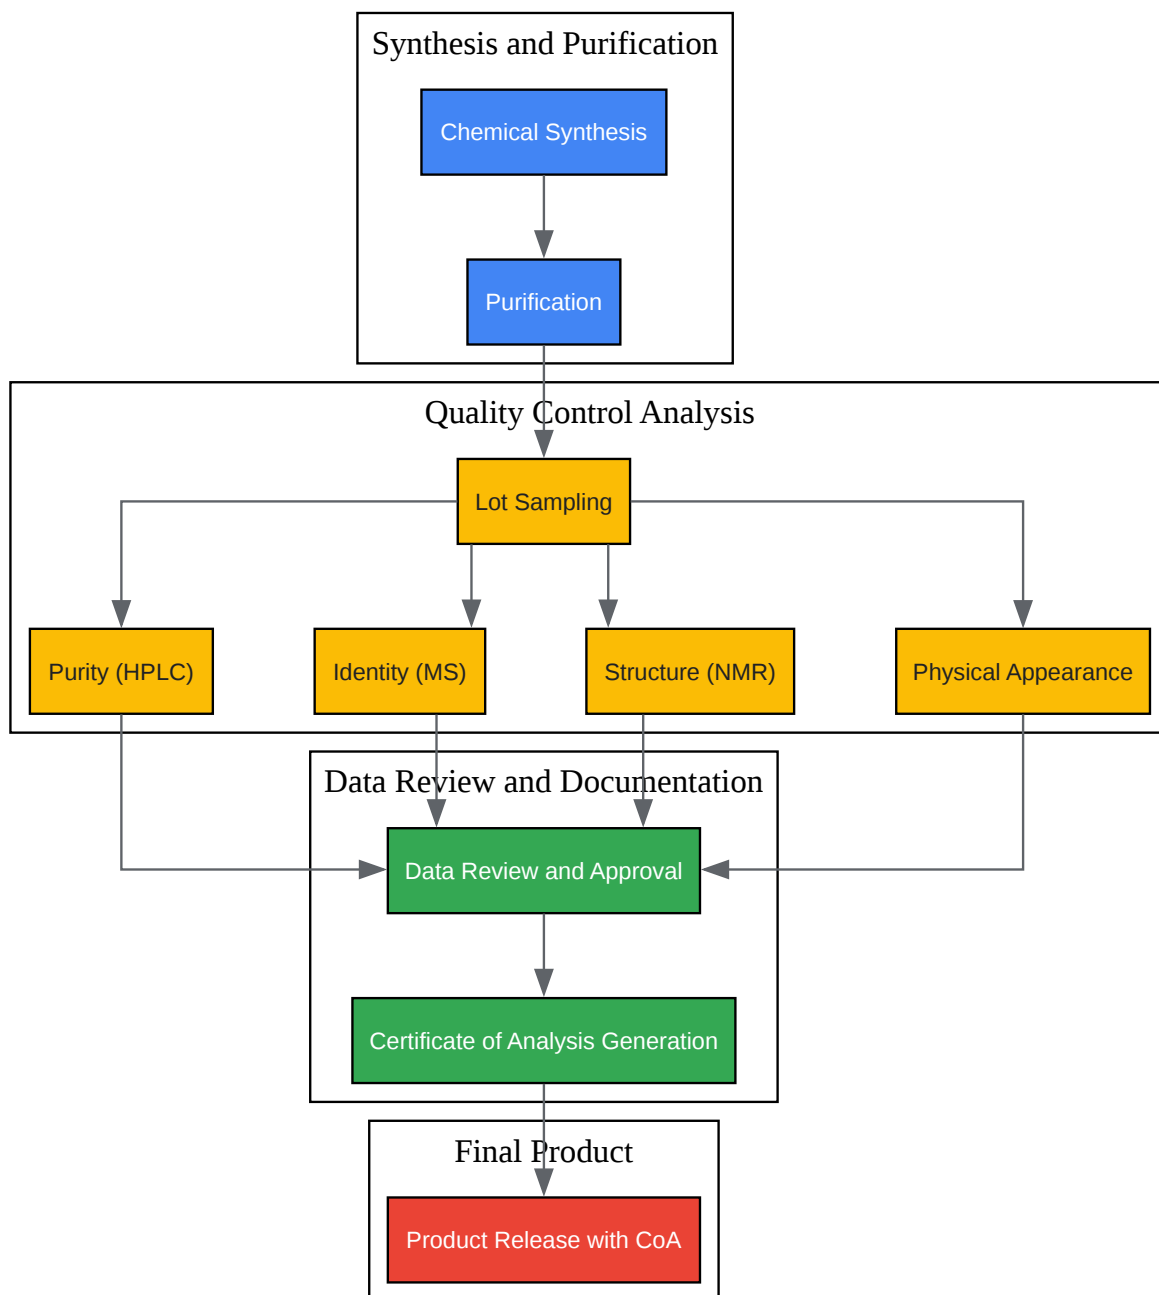 Synthesis and Purification
Chemical Synthesis
Purification
Quality Control Analysis
Lot Sampling
Purity (HPLC)
Identity (MS)
Structure (NMR)
Physical Appearance
Data Review and Documentation
Data Review and Approval
Certificate of Analysis Generation
Final Product
Product Release with CoA